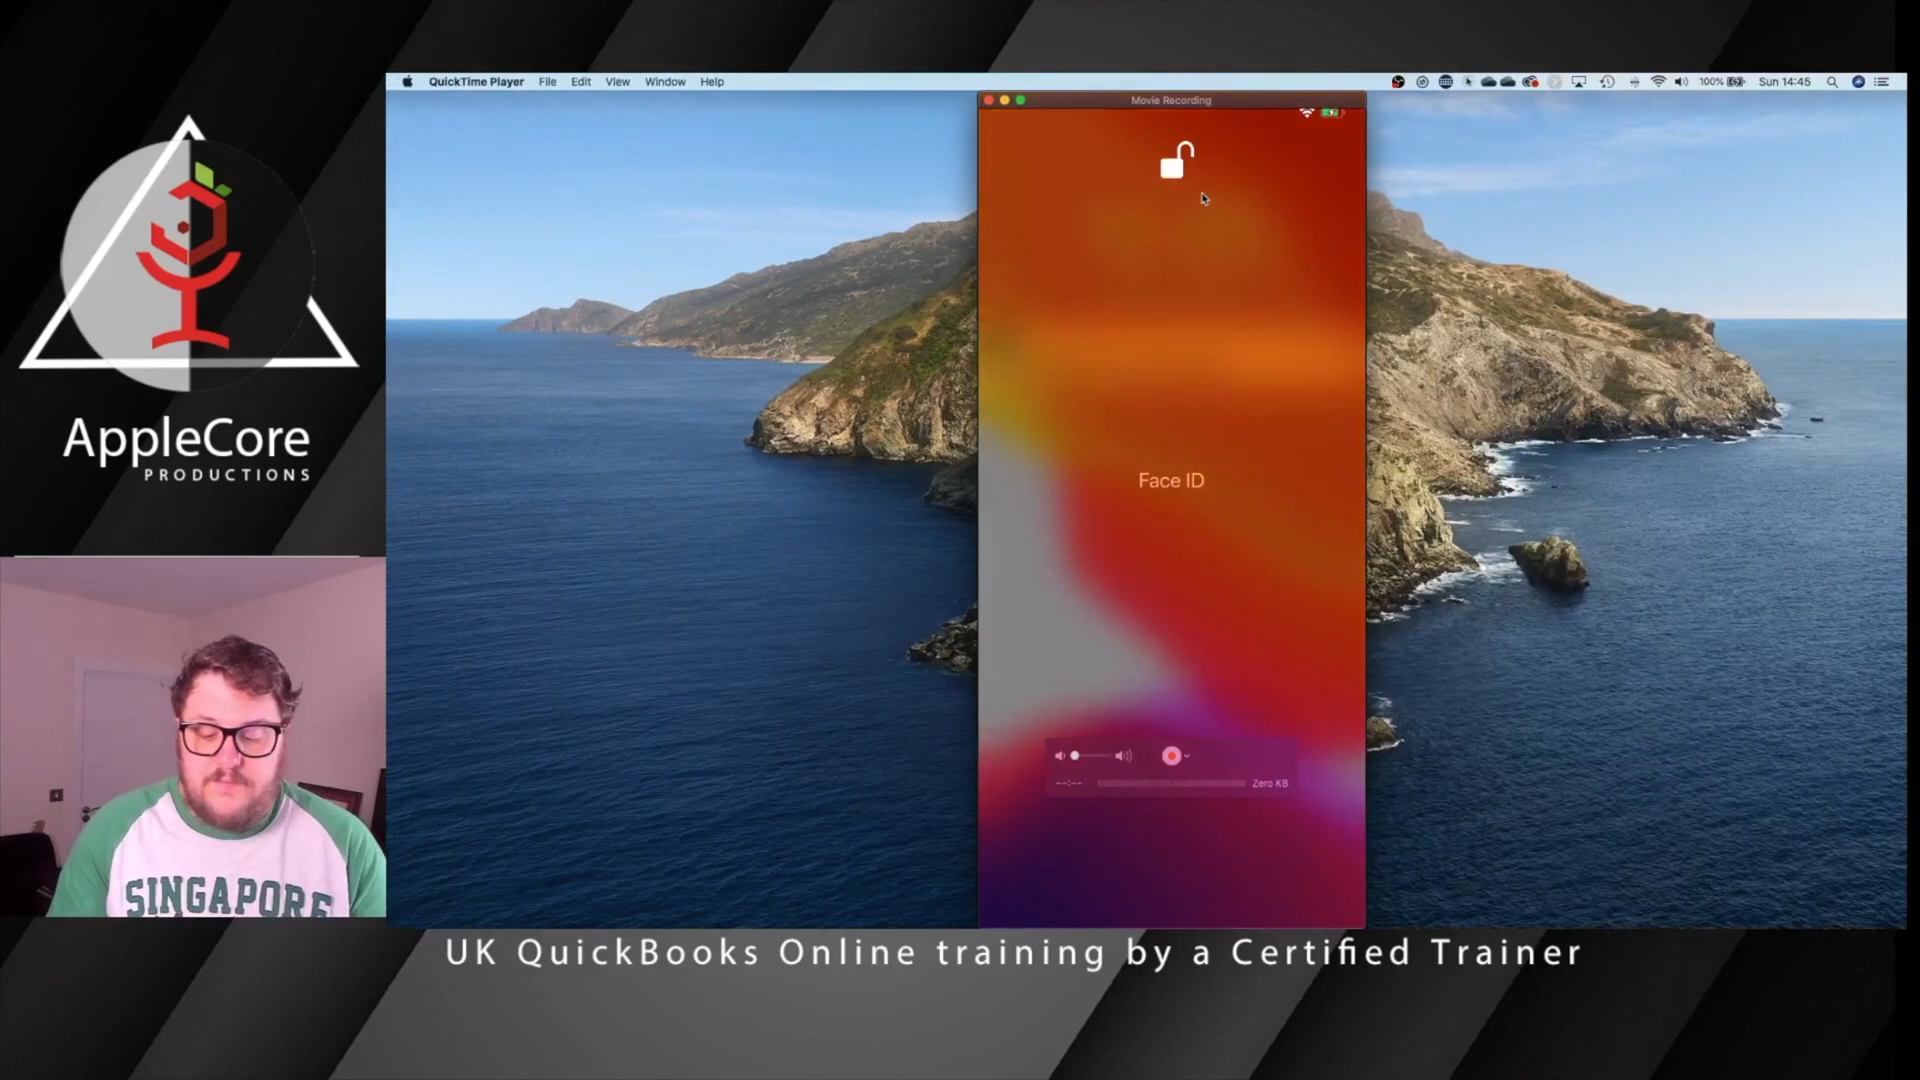 QuickTime Player File Edit View Window Help
100% Sun 14:45
Movie Recording
Face ID
--:--
Zero KB
AppleCore
PRODUCTIONS
SINGAPORE
UK QuickBooks Online training by a Certified Trainer